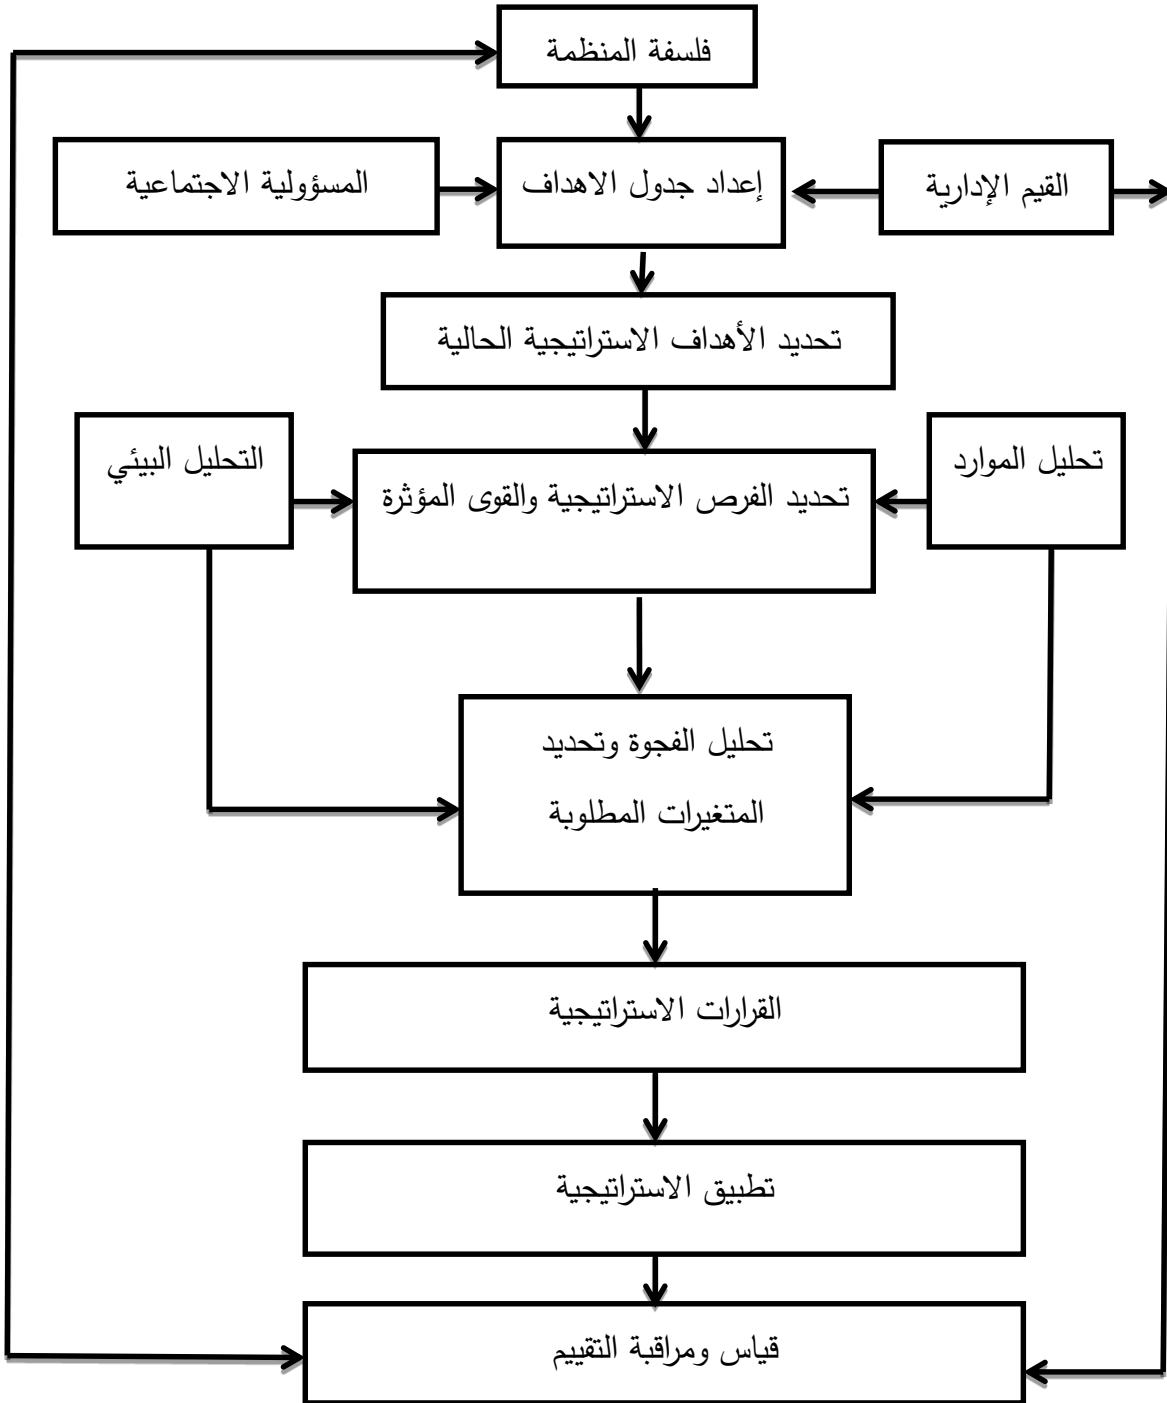 فلسفة المنظمة
القيم الإدارية
إعداد جدول الاهداف
المسؤولية الاجتماعية
تحديد الأهداف الاستراتيجية الحالية
تحليل الموارد
التحليل البيئي
تحديد الفرص الاستراتيجية والقوى المؤثرة
تحليل الفجوة وتحديد
المتغيرات المطلوبة
القرارات الاستراتيجية
تطبيق الاستراتيجية
قياس ومراقبة التقييم